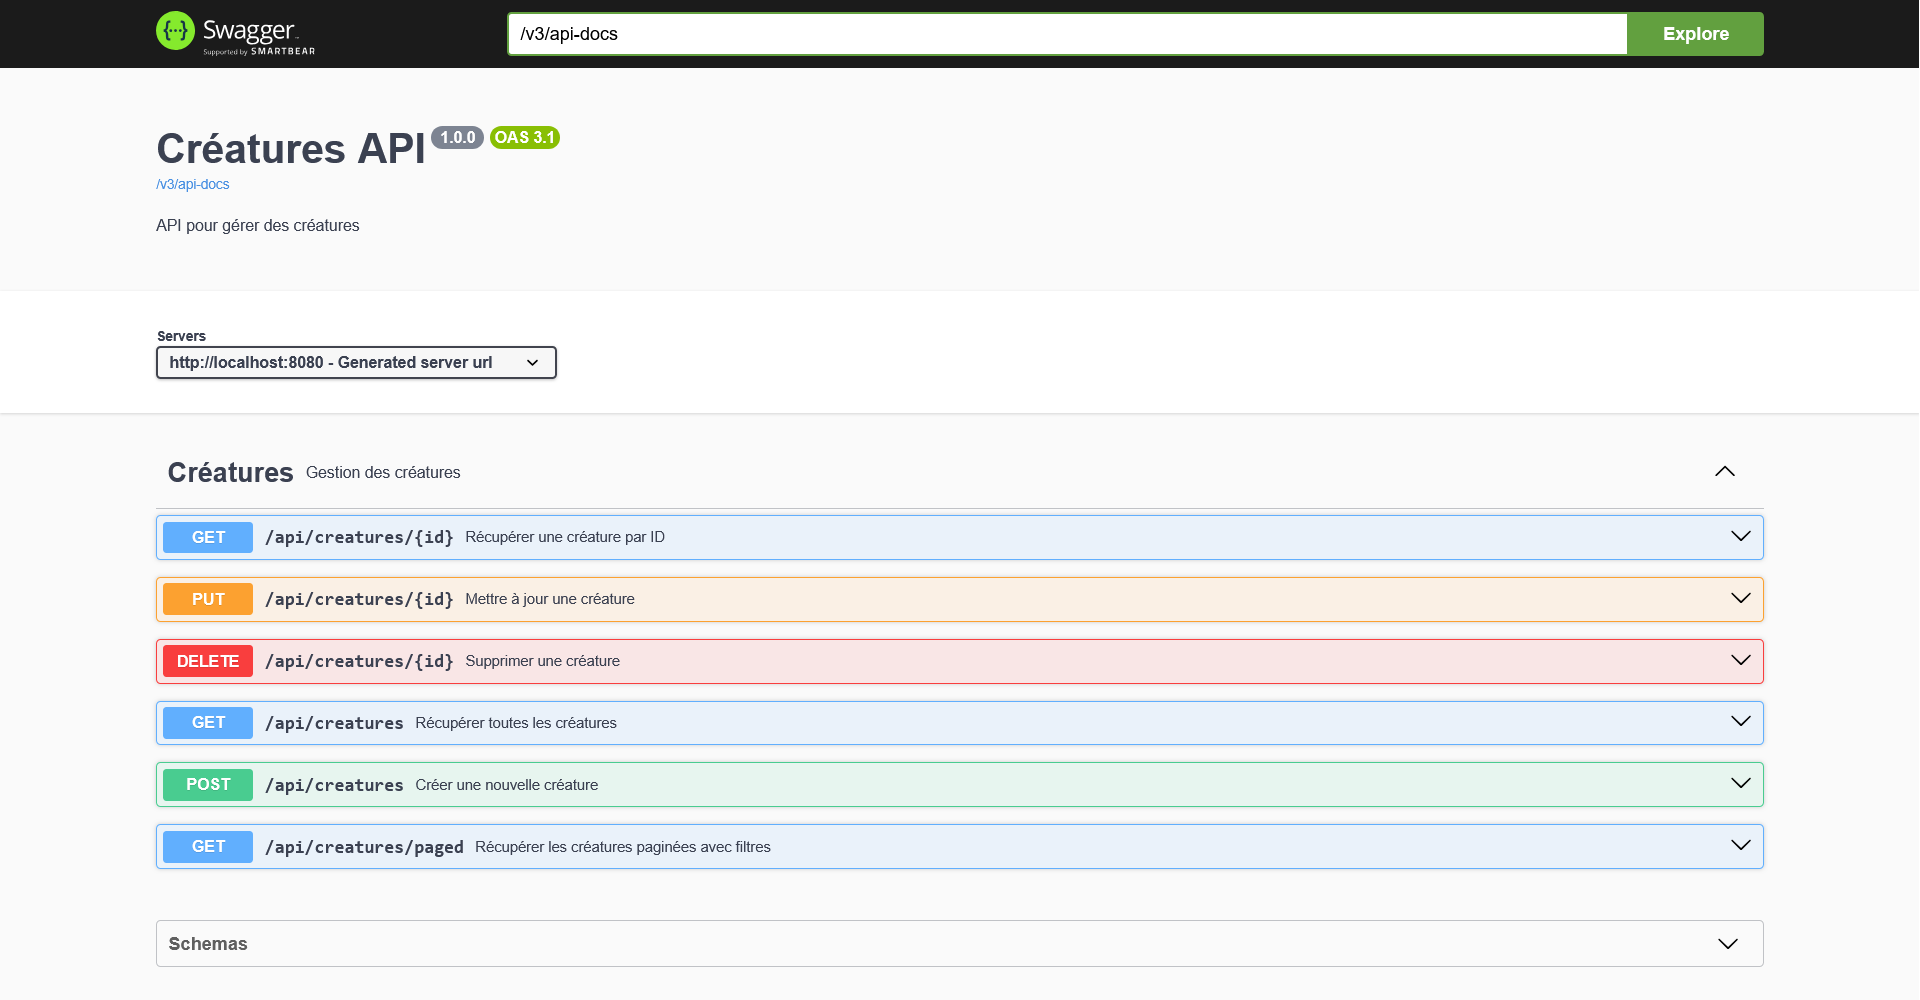 Swagger
Supported by SMARTBEAR
/v3/api-docs
Explore
Créatures API 1.0.0 OAS 3.1
/v3/api-docs
API pour gérer des créatures
Servers
http://localhost:8080 - Generated server url
Créatures Gestion des créatures
GET /api/creatures/{id} Récupérer une créature par ID
PUT /api/creatures/{id} Mettre à jour une créature
DELETE /api/creatures/{id} Supprimer une créature
GET /api/creatures Récupérer toutes les créatures
POST /api/creatures Créer une nouvelle créature
GET /api/creatures/paged Récupérer les créatures paginées avec filtres
Schemas